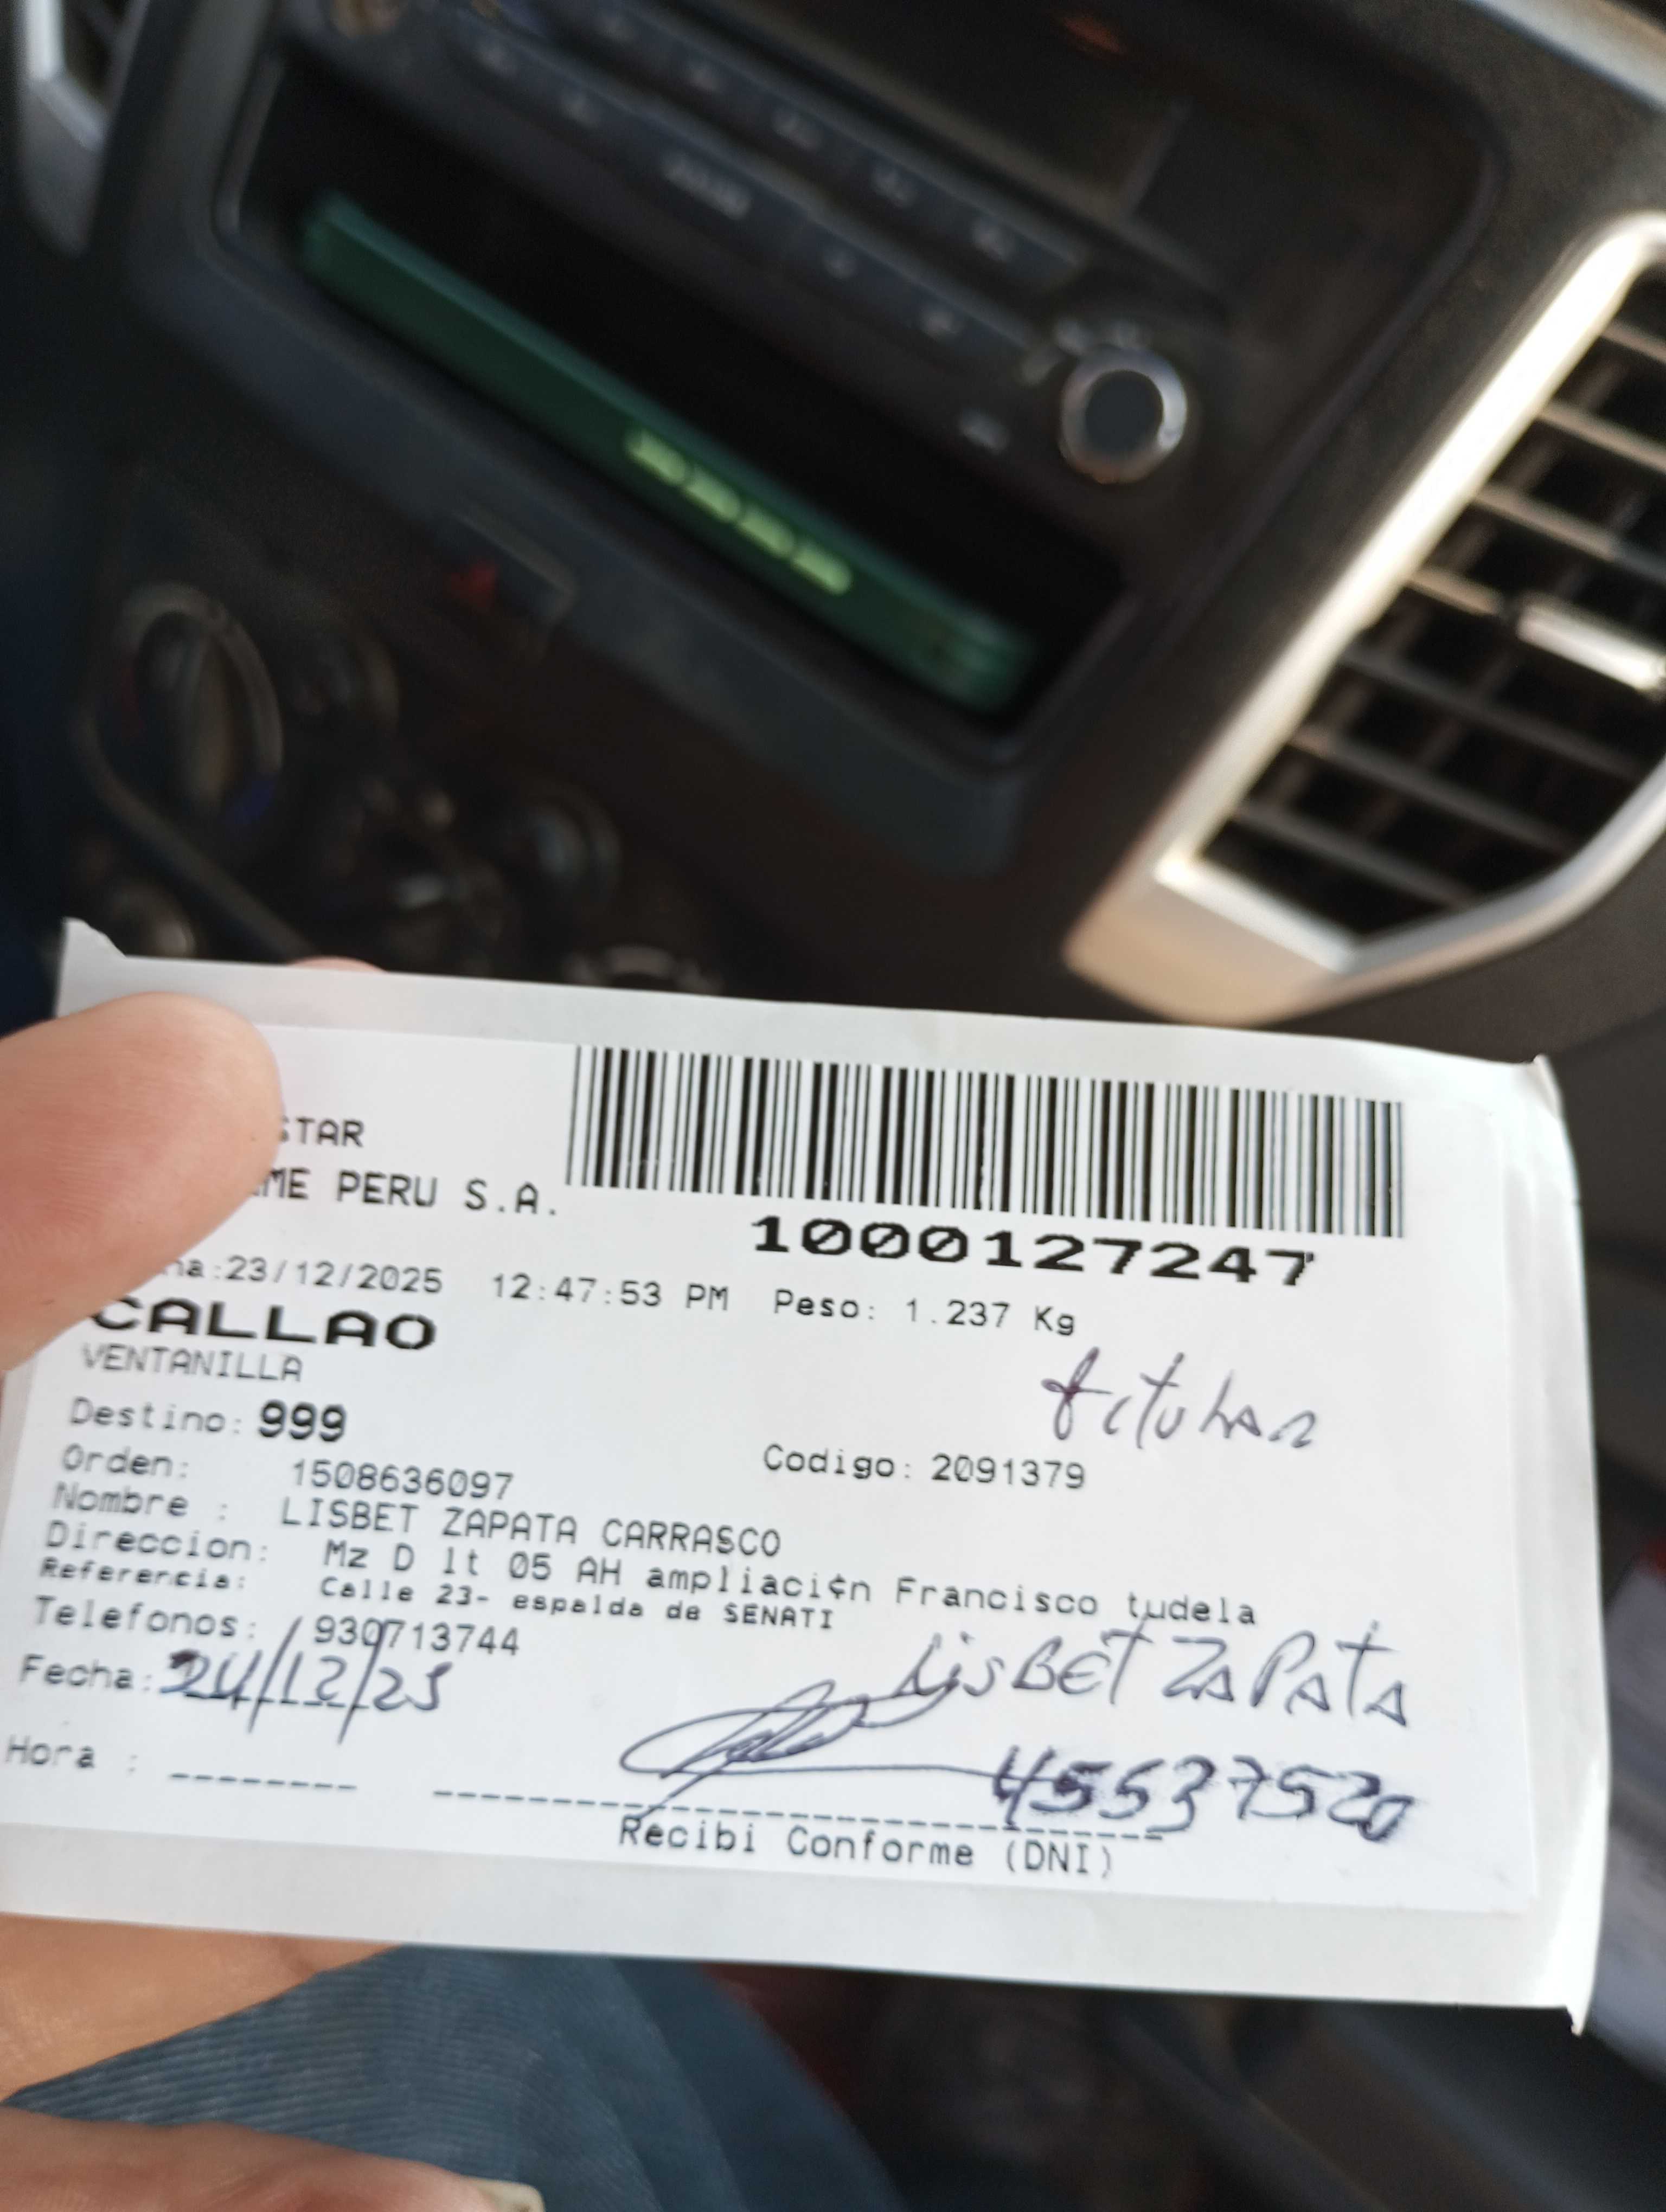 STAR
ME PERU S.A.
1000127247
ha:23/12/2025 12:47:53 PM Peso: 1.237 Kg
CALLAO
VENTANILLA
titular
Destino: 999
Codigo: 2091379
Orden: 1508636097
Nombre : LISBET ZAPATA CARRASCO
Direccion: Mz D lt 05 AH ampliaci¢n Francisco tudela
Referencia: Calle 23- espalda de SENATI
Telefonos: / 930713744
LisBET ZAPATA
Fecha: 24/12/25
45537520
Hora :
Recibi Conforme (DNI)